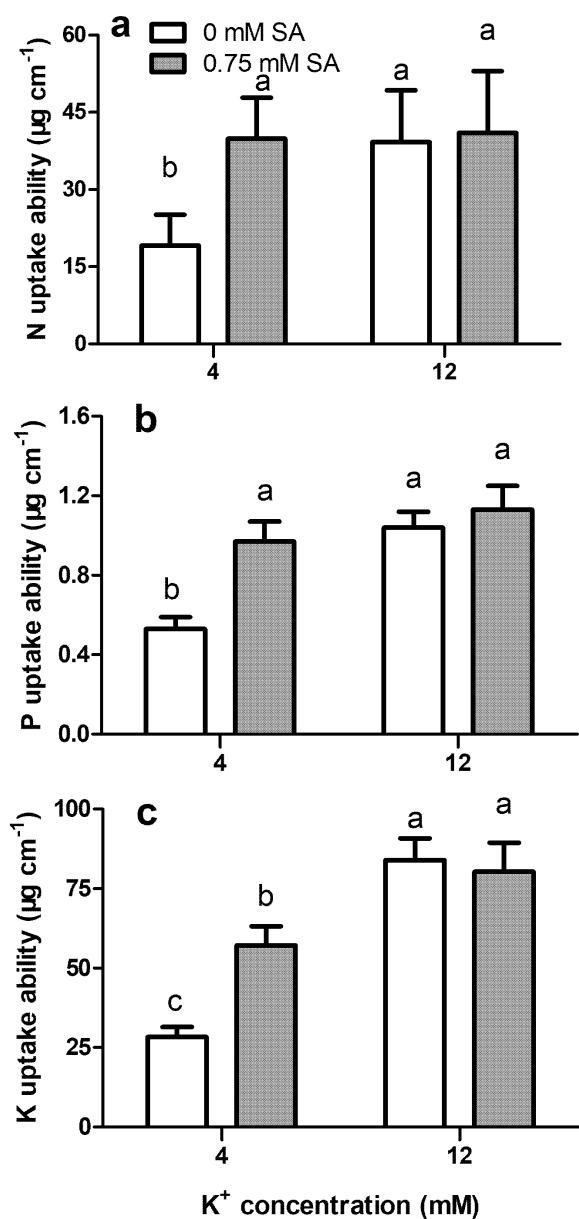 a
0 mM SA
0.75 mM SA
N uptake ability (µg cm⁻¹)
60
45
30
15
0
b
a
a
a
4
12
b
P uptake ability (µg cm⁻¹)
1.6
1.2
0.8
0.4
0.0
b
a
a
a
4
12
c
K uptake ability (µg cm⁻¹)
100
75
50
25
0
c
b
a
a
4
12
K⁺ concentration (mM)